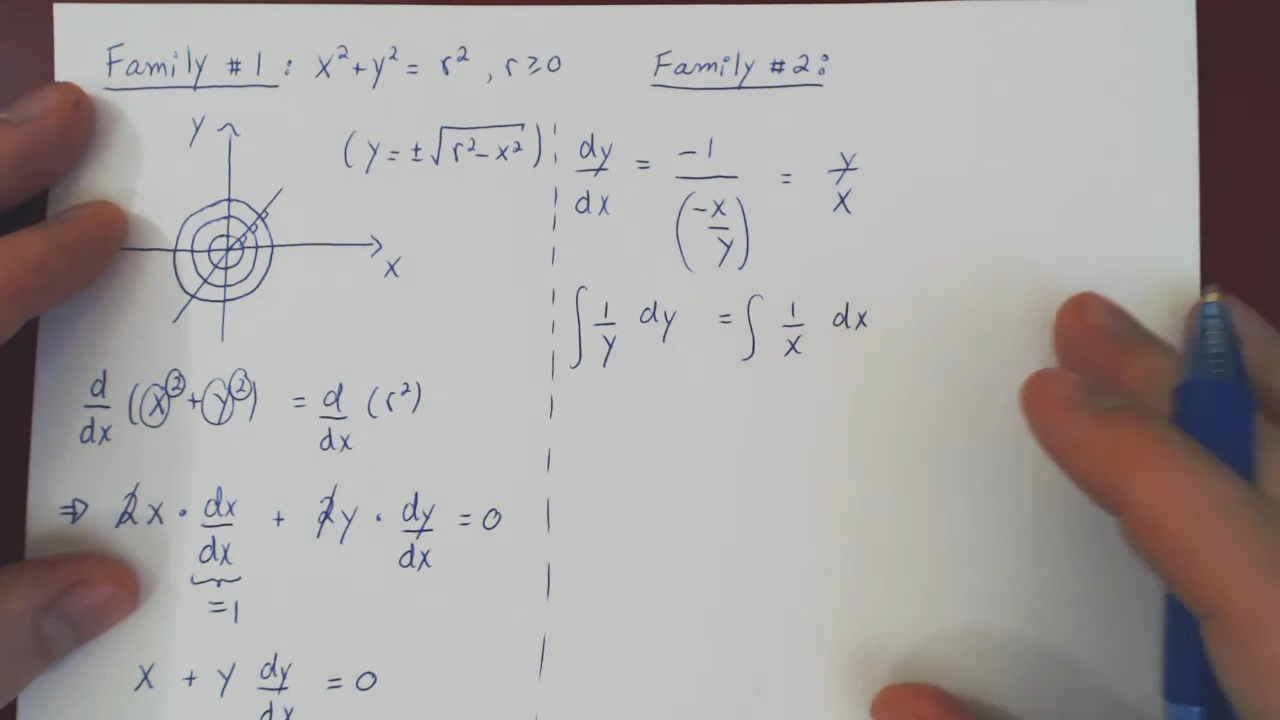 Family #1: x²+y² = r², r≥0
y
(y=±√(r²-x²))
x
d/dx (x²+y²) = d/dx (r²)
⇒ 2x · dx/dx + 2y · dy/dx = 0
=1
x + y dy/dx = 0
Family #2:
dy/dx = -1/(-x/y) = y/x
∫ 1/y dy = ∫ 1/x dx